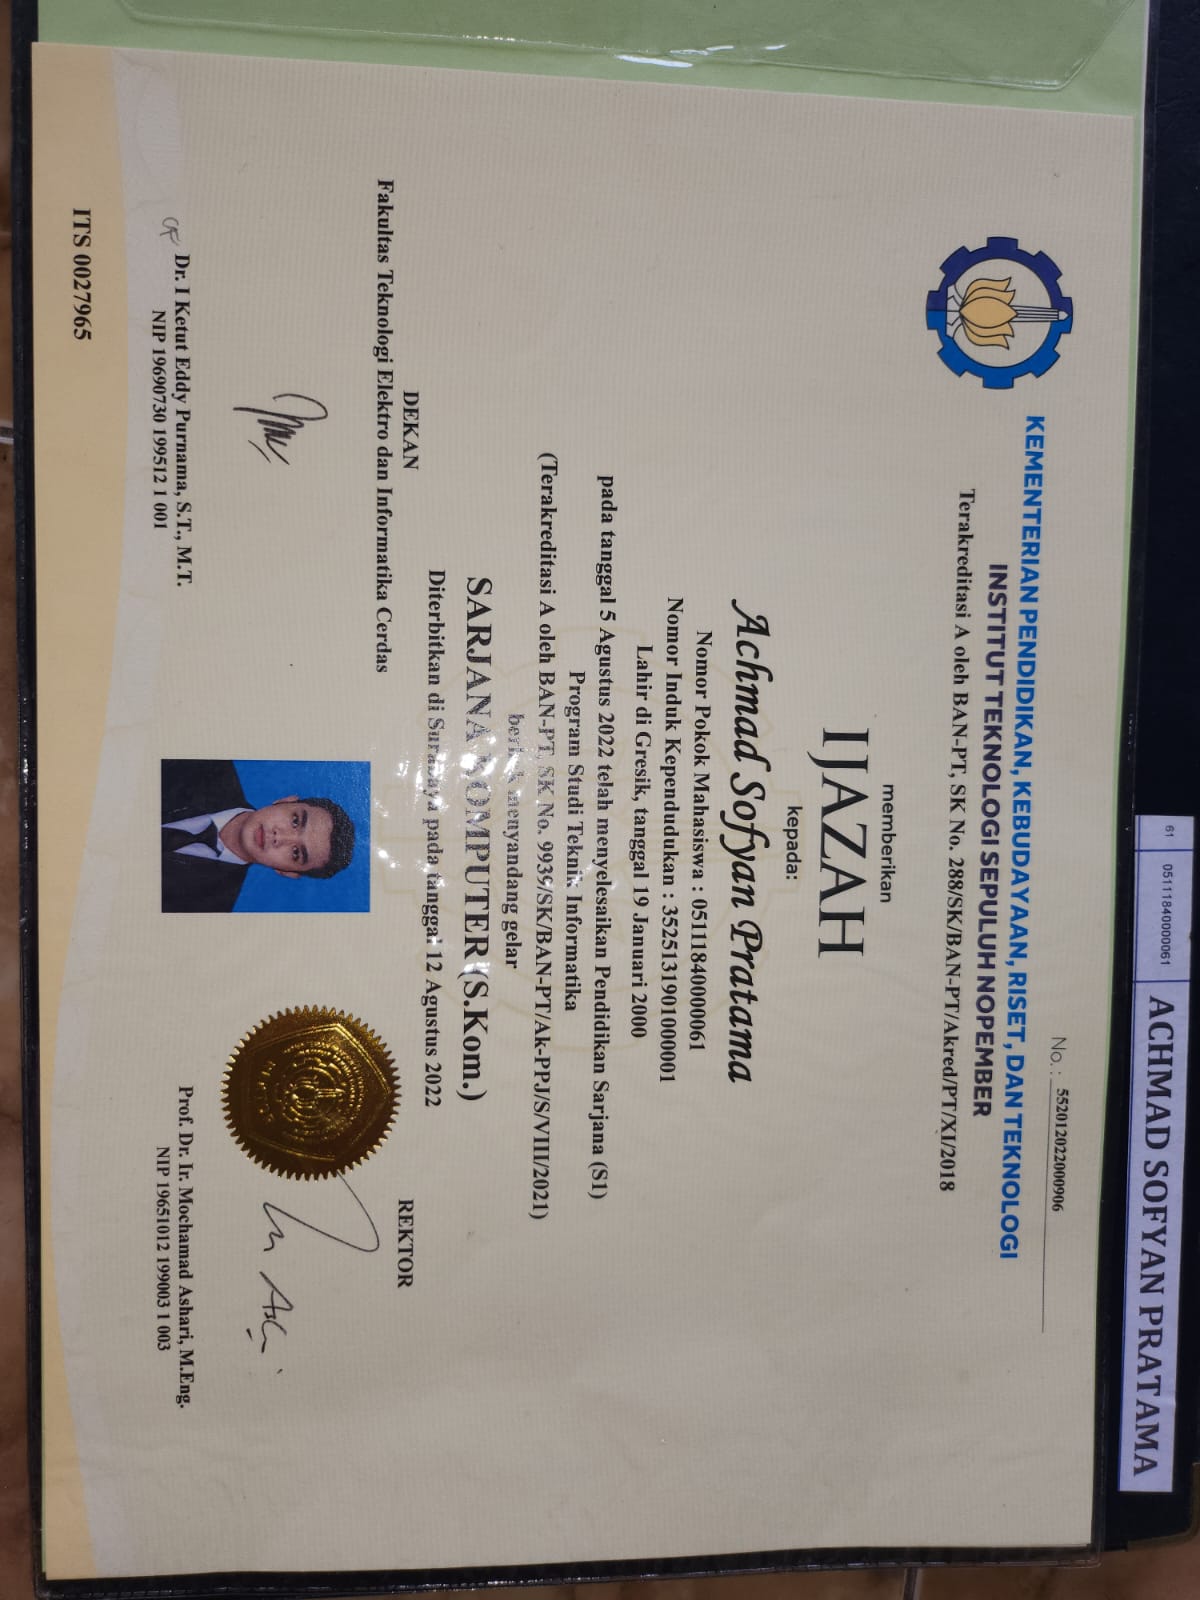 No. : 552012022000906
KEMENTERIAN PENDIDIKAN, KEBUDAYAAN, RISET, DAN TEKNOLOGI
INSTITUT TEKNOLOGI SEPULUH NOPEMBER
Terakreditasi A oleh BAN-PT, SK No. 288/SK/BAN-PT/Akred/PT/XI/2018
memberikan
IJAZAH
kepada:
Achmad Sofyan Pratama
Nomor Pokok Mahasiswa : 05111840000061
Nomor Induk Kependudukan : 3525131901000001
Lahir di Gresik, tanggal 19 Januari 2000
pada tanggal 5 Agustus 2022 telah menyelesaikan Pendidikan Sarjana (S1)
Program Studi Teknik Informatika
(Terakreditasi A oleh BAN-PT, SK No. 9939/SK/BAN-PT/Ak-PPJ/S/VIII/2021)
berhak menyandang gelar
SARJANA KOMPUTER (S.Kom.)
Diterbitkan di Surabaya pada tanggal 12 Agustus 2022
DEKAN
Fakultas Teknologi Elektro dan Informatika Cerdas
Dr. I Ketut Eddy Purnama, S.T., M.T.
NIP 19690730 199512 1 001
REKTOR
Prof. Dr. Ir. Mochamad Ashari, M.Eng.
NIP 19651012 199003 1 003
ITS 0027965
61 05111840000061 ACHMAD SOFYAN PRATAMA